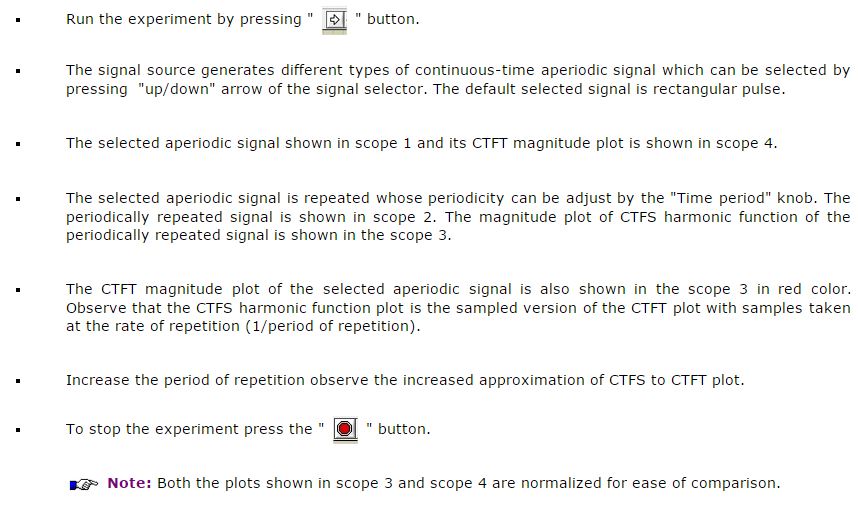 Run the experiment by pressing " " button.
The signal source generates different types of continuous-time aperiodic signal which can be selected by
pressing "up/down" arrow of the signal selector. The default selected signal is rectangular pulse.
The selected aperiodic signal shown in scope 1 and its CTFT magnitude plot is shown in scope 4.
The selected aperiodic signal is repeated whose periodicity can be adjust by the "Time period" knob. The
periodically repeated signal is shown in scope 2. The magnitude plot of CTFS harmonic function of the
periodically repeated signal is shown in the scope 3.
The CTFT magnitude plot of the selected aperiodic signal is also shown in the scope 3 in red color.
Observe that the CTFS harmonic function plot is the sampled version of the CTFT plot with samples taken
at the rate of repetition (1/period of repetition).
Increase the period of repetition observe the increased approximation of CTFS to CTFT plot.
To stop the experiment press the " " button.
Note: Both the plots shown in scope 3 and scope 4 are normalized for ease of comparison.